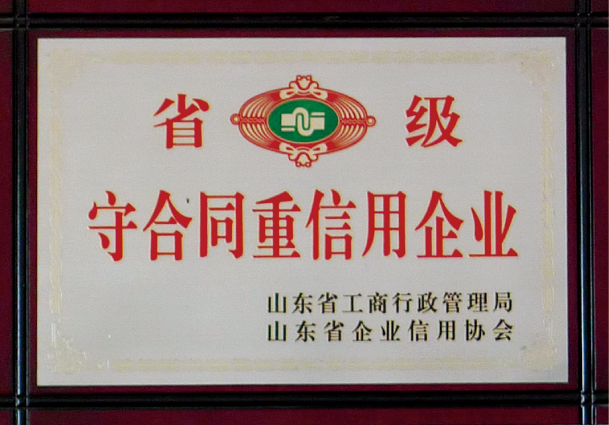 省 级
守合同重信用企业
山东省工商行政管理局
山东省企业信用协会